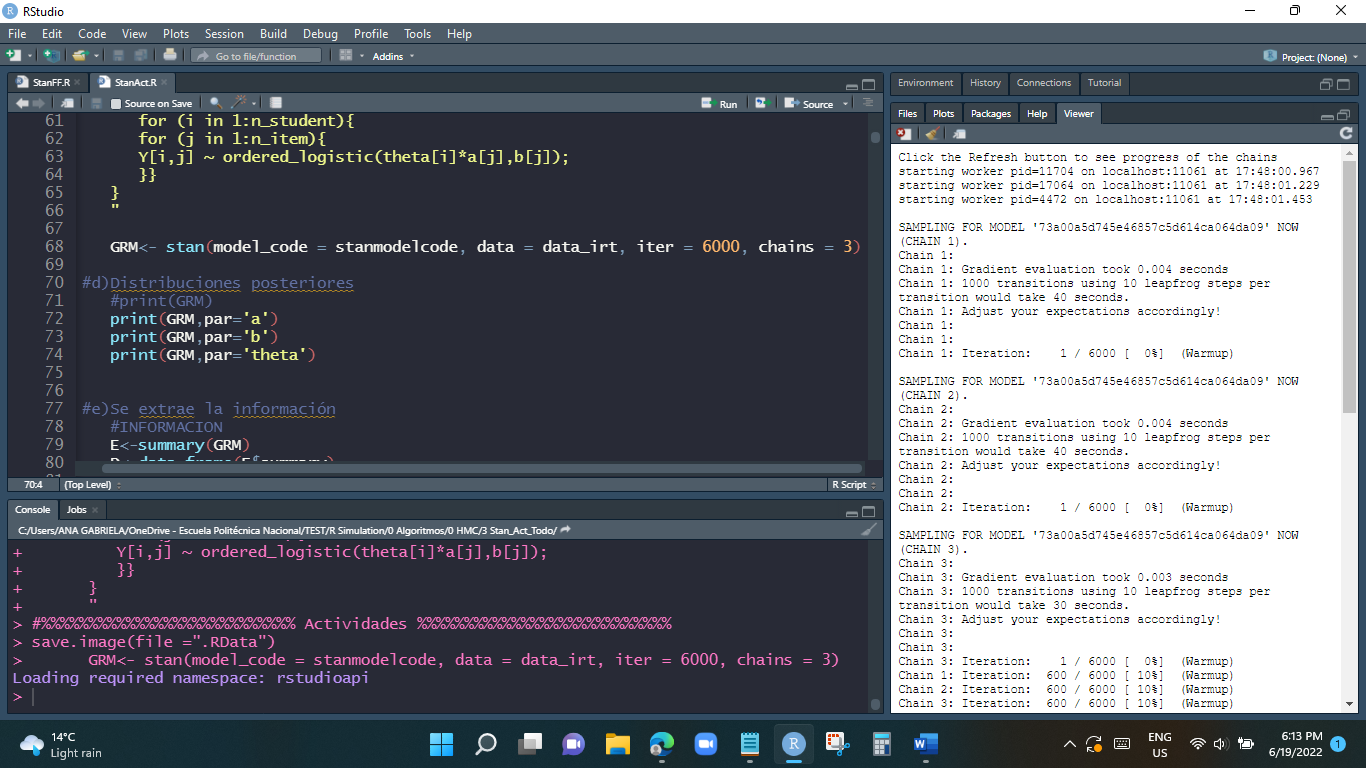 RStudio
File Edit Code View Plots Session Build Debug Profile Tools Help
Go to file/function Addins Project: (None)
StanFF.R StanAct.R
Source on Save Run Source
61 for (i in 1:n_student){
62 for (j in 1:n_item){
63 Y[i,j] ~ ordered_logistic(theta[i]*a[j],b[j]);
64 }}
65 }
66 "
67
68 GRM<- stan(model_code = stanmodelcode, data = data_irt, iter = 6000, chains = 3)
69
70 #d)Distribuciones posteriores
71 #print(GRM)
72 print(GRM,par='a')
73 print(GRM,par='b')
74 print(GRM,par='theta')
75
76
77 #e)Se extrae la información
78 #INFORMACION
79 E<-summary(GRM)
80
70:4 (Top Level) R Script
Console Jobs
C:/Users/ANA GABRIELA/OneDrive - Escuela Politécnica Nacional/TEST/R Simulation/0 Algoritmos/0 HMC/3 Stan_Act_Todo/
+ Y[i,j] ~ ordered_logistic(theta[i]*a[j],b[j]);
+ }}
+ }
+ "
> #%%%%%%%%%%%%%%%%%%%%%%%%%% Actividades %%%%%%%%%%%%%%%%%%%%%%%%%%
> save.image(file =".RData")
> GRM<- stan(model_code = stanmodelcode, data = data_irt, iter = 6000, chains = 3)
Loading required namespace: rstudioapi
>
Environment History Connections Tutorial
Files Plots Packages Help Viewer
Click the Refresh button to see progress of the chains
starting worker pid=11704 on localhost:11061 at 17:48:00.967
starting worker pid=17064 on localhost:11061 at 17:48:01.229
starting worker pid=4472 on localhost:11061 at 17:48:01.453
SAMPLING FOR MODEL '73a00a5d745e46857c5d614ca064da09' NOW
(CHAIN 1).
Chain 1:
Chain 1: Gradient evaluation took 0.004 seconds
Chain 1: 1000 transitions using 10 leapfrog steps per
transition would take 40 seconds.
Chain 1: Adjust your expectations accordingly!
Chain 1:
Chain 1:
Chain 1: Iteration: 1 / 6000 [ 0%] (Warmup)
SAMPLING FOR MODEL '73a00a5d745e46857c5d614ca064da09' NOW
(CHAIN 2).
Chain 2:
Chain 2: Gradient evaluation took 0.004 seconds
Chain 2: 1000 transitions using 10 leapfrog steps per
transition would take 40 seconds.
Chain 2: Adjust your expectations accordingly!
Chain 2:
Chain 2:
Chain 2: Iteration: 1 / 6000 [ 0%] (Warmup)
SAMPLING FOR MODEL '73a00a5d745e46857c5d614ca064da09' NOW
(CHAIN 3).
Chain 3:
Chain 3: Gradient evaluation took 0.003 seconds
Chain 3: 1000 transitions using 10 leapfrog steps per
transition would take 30 seconds.
Chain 3: Adjust your expectations accordingly!
Chain 3:
Chain 3:
Chain 3: Iteration: 1 / 6000 [ 0%] (Warmup)
Chain 1: Iteration: 600 / 6000 [ 10%] (Warmup)
Chain 2: Iteration: 600 / 6000 [ 10%] (Warmup)
Chain 3: Iteration: 600 / 6000 [ 10%] (Warmup)
14°C
Light rain
ENG
US
6:13 PM
6/19/2022
1